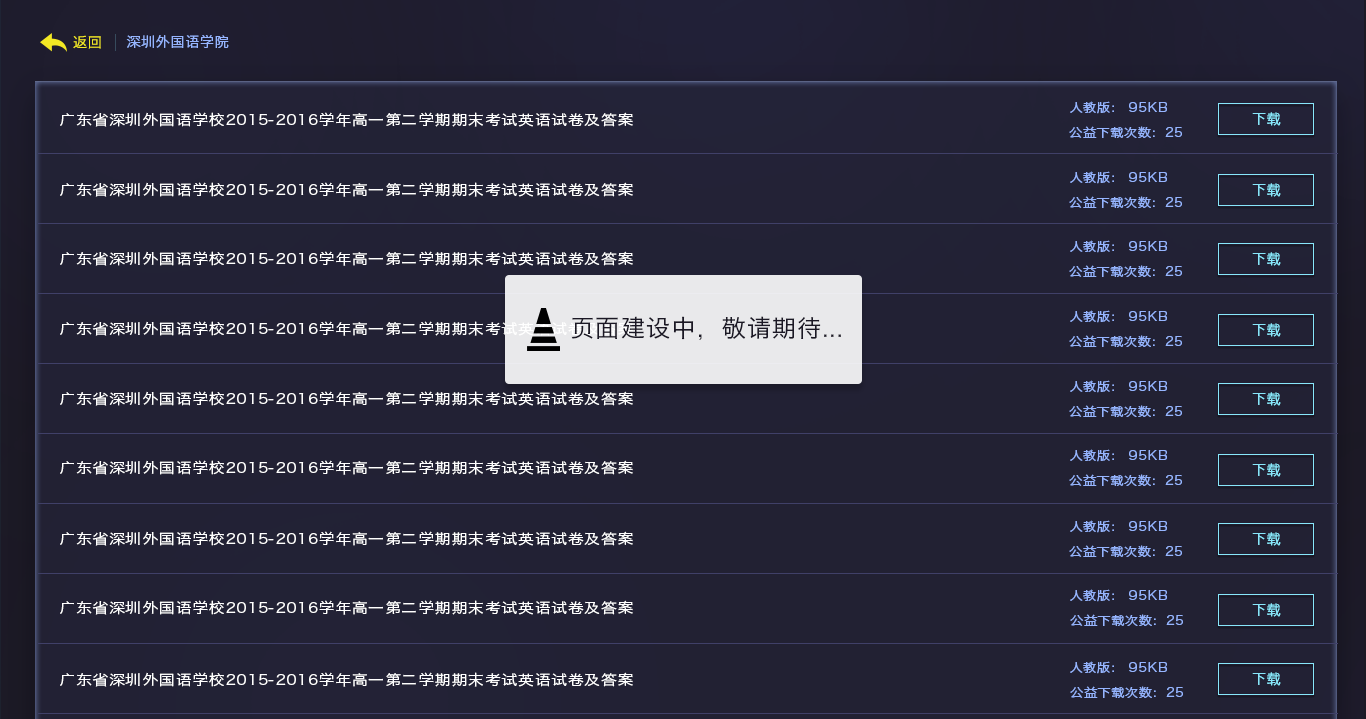 返回 深圳外国语学院
广东省深圳外国语学校2015-2016学年高一第二学期期末考试英语试卷及答案
人教版: 95KB
公益下载次数: 25
下载
广东省深圳外国语学校2015-2016学年高一第二学期期末考试英语试卷及答案
人教版: 95KB
公益下载次数: 25
下载
广东省深圳外国语学校2015-2016学年高一第二学期期末考试英语试卷及答案
人教版: 95KB
公益下载次数: 25
下载
广东省深圳外国语学校2015-2016学年高一第二学期期末考试英
页面建设中，敬请期待...
人教版: 95KB
公益下载次数: 25
下载
广东省深圳外国语学校2015-2016学年高一第二学期期末考试英语试卷及答案
人教版: 95KB
公益下载次数: 25
下载
广东省深圳外国语学校2015-2016学年高一第二学期期末考试英语试卷及答案
人教版: 95KB
公益下载次数: 25
下载
广东省深圳外国语学校2015-2016学年高一第二学期期末考试英语试卷及答案
人教版: 95KB
公益下载次数: 25
下载
广东省深圳外国语学校2015-2016学年高一第二学期期末考试英语试卷及答案
人教版: 95KB
公益下载次数: 25
下载
广东省深圳外国语学校2015-2016学年高一第二学期期末考试英语试卷及答案
人教版: 95KB
公益下载次数: 25
下载